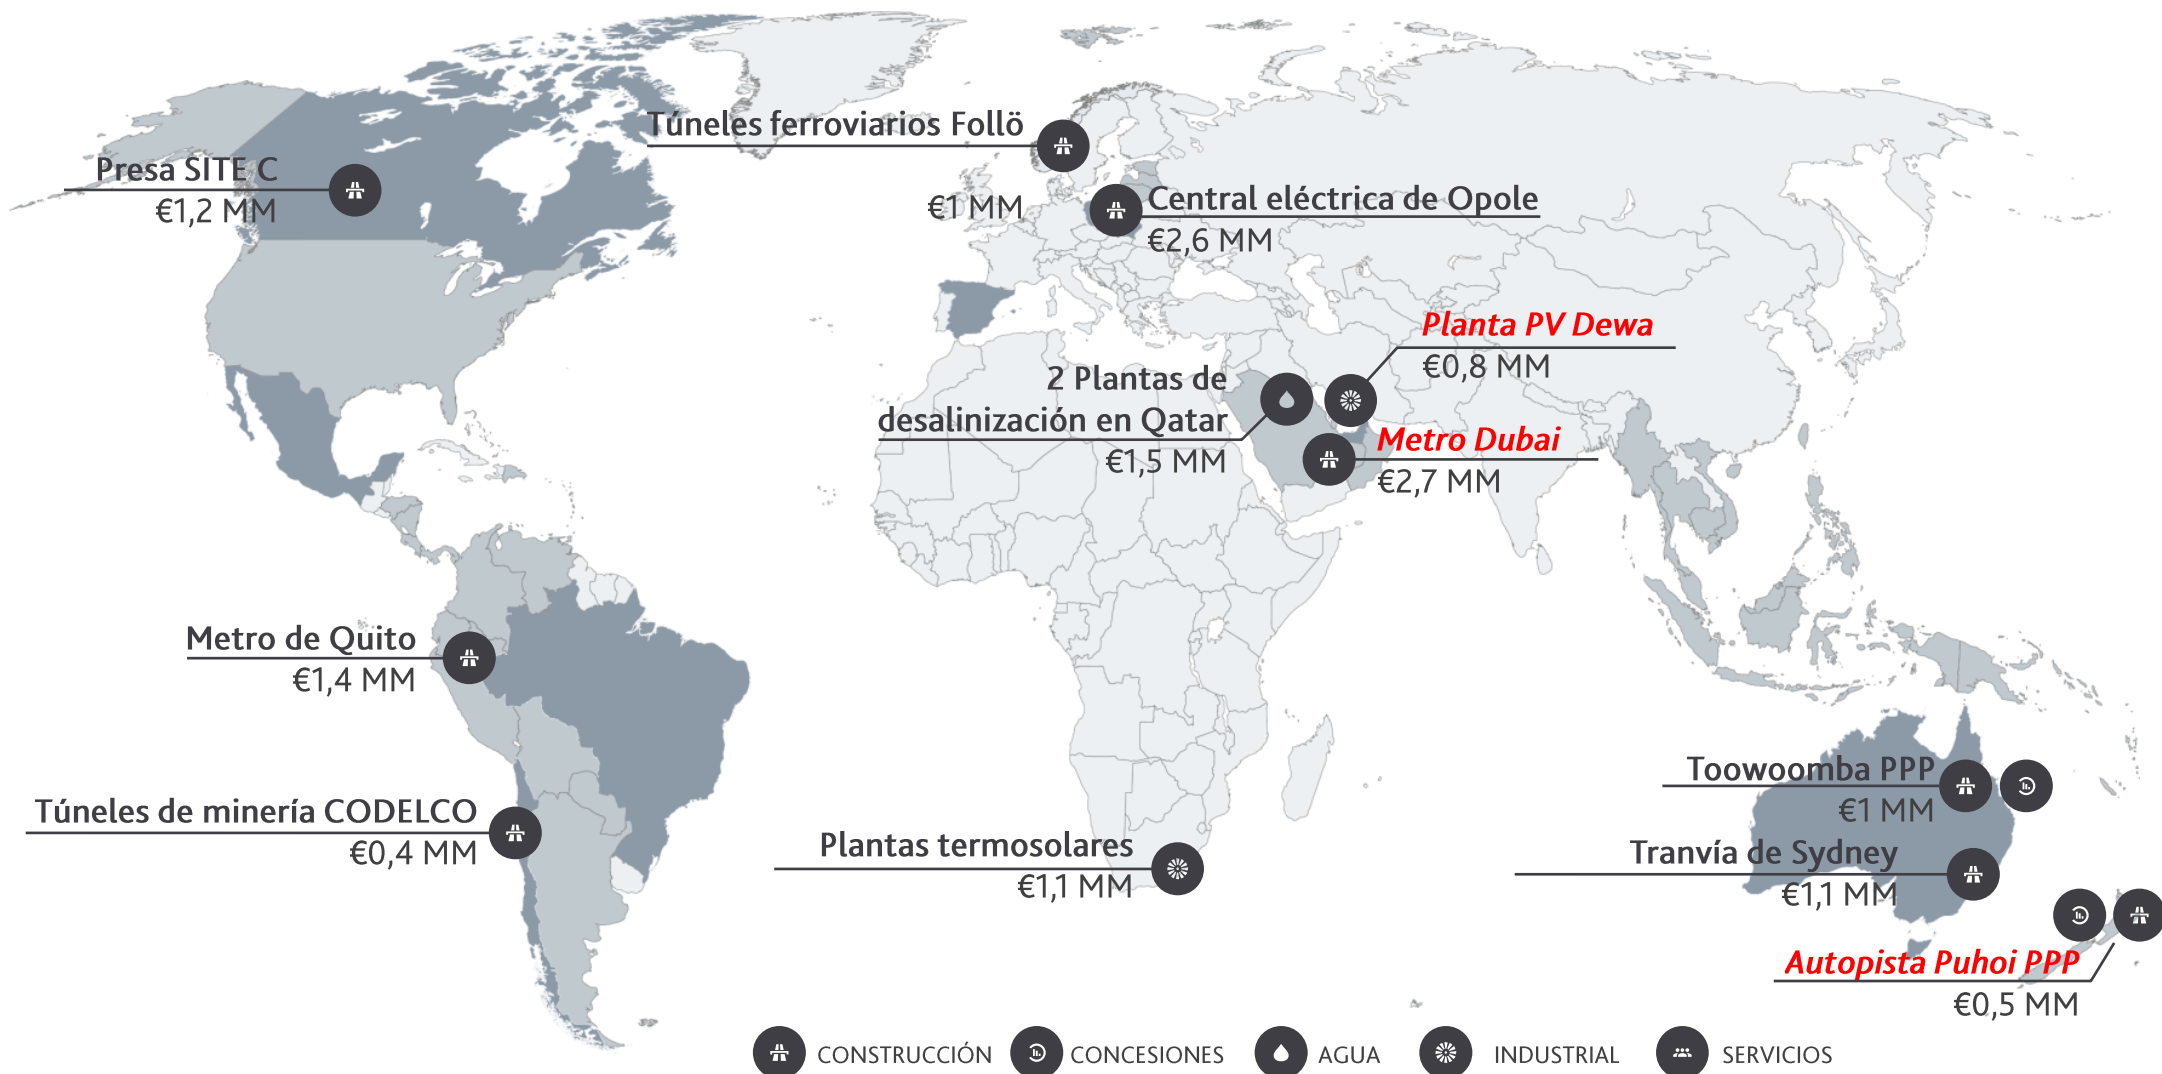 Túneles ferroviarios Follö
€1 MM
Presa SITE C
€1,2 MM
Central eléctrica de Opole
€2,6 MM
Planta PV Dewa
€0,8 MM
2 Plantas de
desalinización en Qatar
€1,5 MM
Metro Dubai
€2,7 MM
Metro de Quito
€1,4 MM
Túneles de minería CODELCO
€0,4 MM
Plantas termosolares
€1,1 MM
Toowoomba PPP
€1 MM
Tranvía de Sydney
€1,1 MM
Autopista Puhoi PPP
€0,5 MM
CONSTRUCCIÓN
CONCESIONES
AGUA
INDUSTRIAL
SERVICIOS